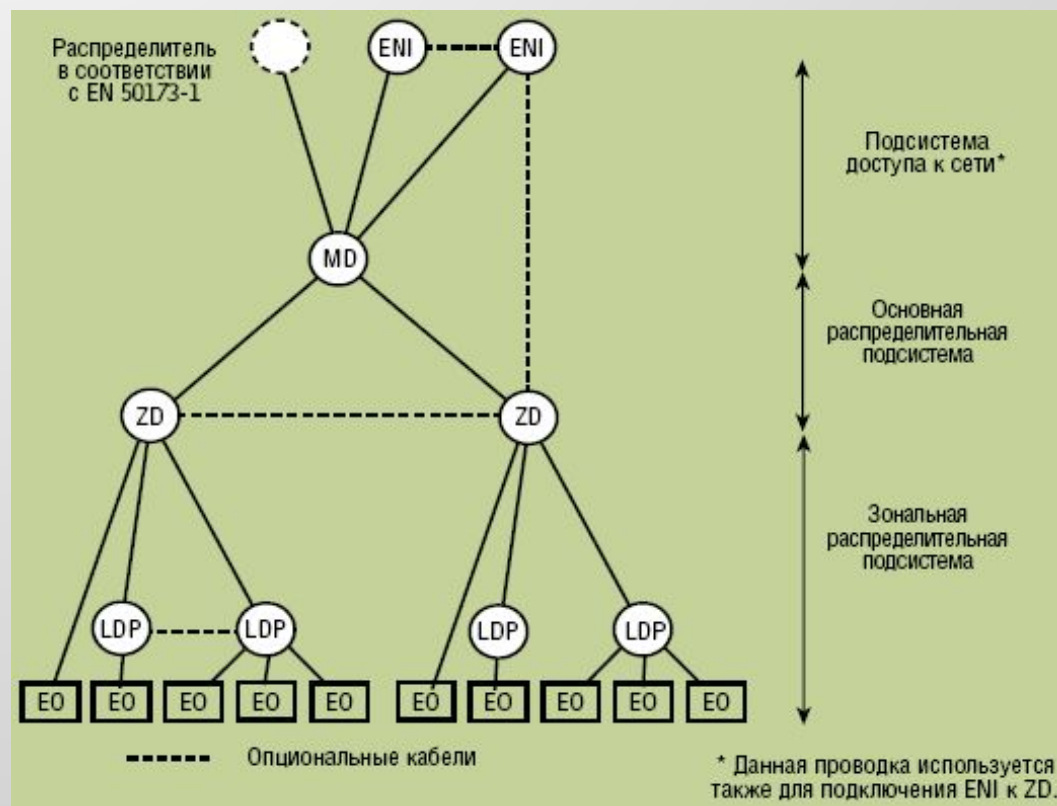 Распределитель
в соответствии
с EN 50173-1
ENI ENI
Подсистема
доступа к сети*
MD
Основная
распределительная
подсистема
ZD ZD
Зональная
распределительная
подсистема
LDP LDP LDP LDP
EO EO EO EO EO EO EO EO EO EO
Опциональные кабели
* Данная проводка используется
также для подключения ENI к ZD.